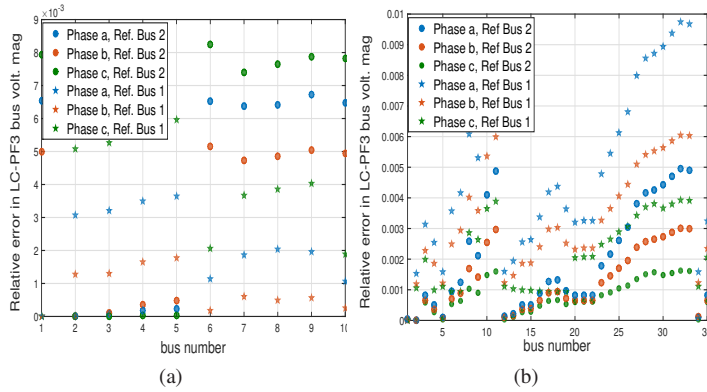 ×10⁻³
9
8
7
6
5
4
3
2
1
0
Relative error in LC-PF3 bus volt. mag
Phase a, Ref. Bus 2
Phase b, Ref. Bus 2
Phase c, Ref. Bus 2
Phase a, Ref. Bus 1
Phase b, Ref. Bus 1
Phase c, Ref. Bus 1
1 2 3 4 5 6 7 8 9 10
bus number
(a)
0.01
0.009
0.008
0.007
0.006
0.005
0.004
0.003
0.002
0.001
0
Relative error in LC-PF3 bus volt. mag
Phase a, Ref Bus 2
Phase b, Ref Bus 2
Phase c, Ref Bus 2
Phase a, Ref Bus 1
Phase b, Ref Bus 1
Phase c, Ref Bus 1
1 5 10 15 20 25 30 35
bus number
(b)